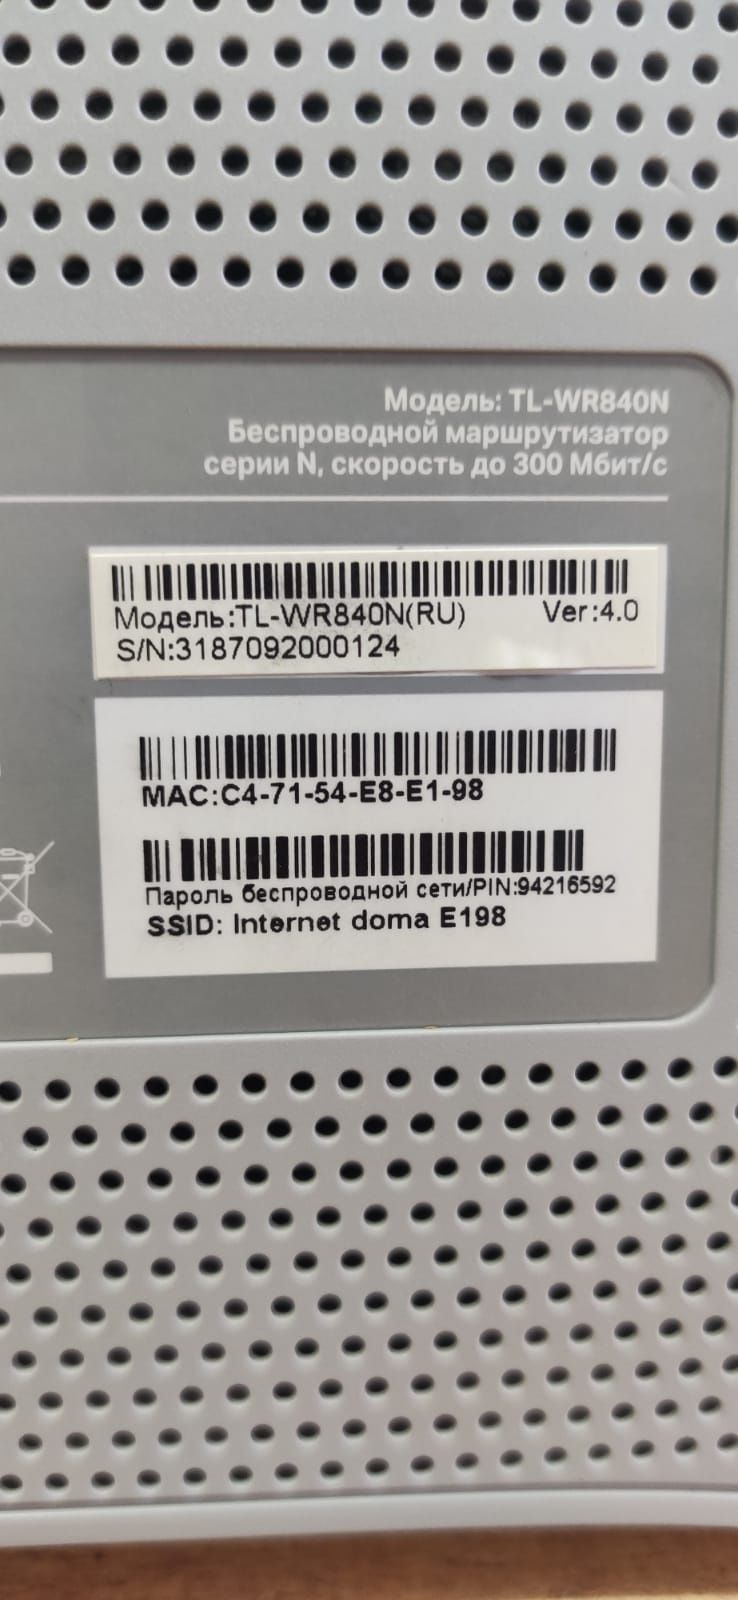 Модель: TL-WR840N
Беспроводной маршрутизатор
серии N, скорость до 300 Мбит/с
Модель:TL-WR840N(RU) Ver:4.0
S/N:3187092000124
MAC:C4-71-54-E8-E1-98
Пароль беспроводной сети/PIN:94216592
SSID: Internet doma E198